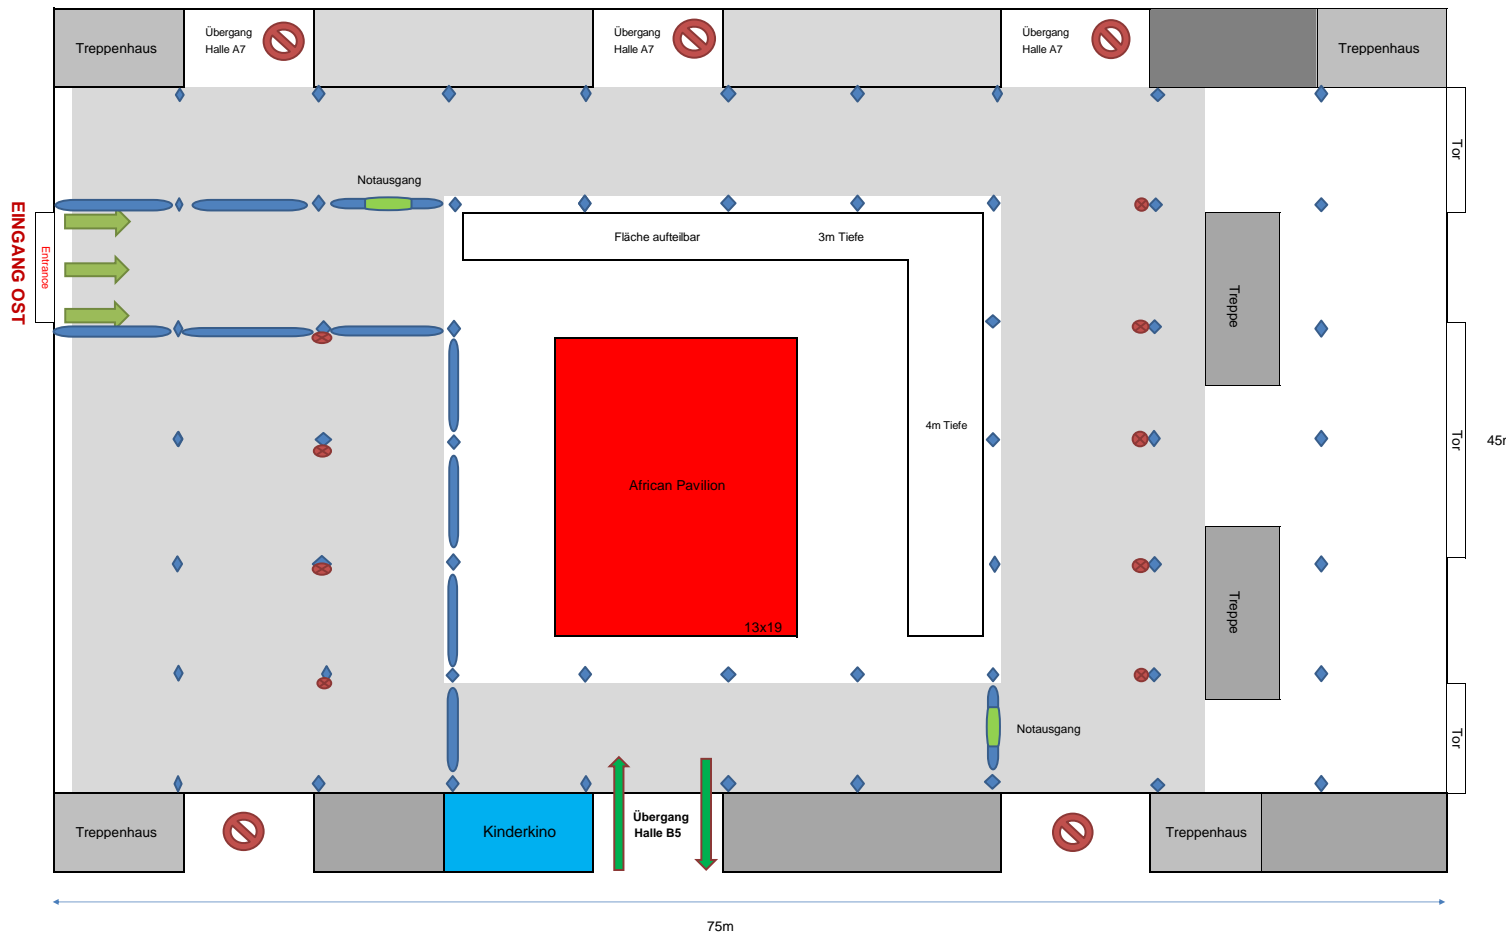 Treppenhaus
Übergang
Halle A7
Übergang
Halle A7
Übergang
Halle A7
Treppenhaus
Tor
Notausgang
EINGANG OST
Entrance
Fläche aufteilbar
3m Tiefe
Treppe
4m Tiefe
Tor
African Pavilion
Treppe
13x19
Notausgang
Tor
Treppenhaus
Kinderkino
Übergang
Halle B5
Treppenhaus
75m